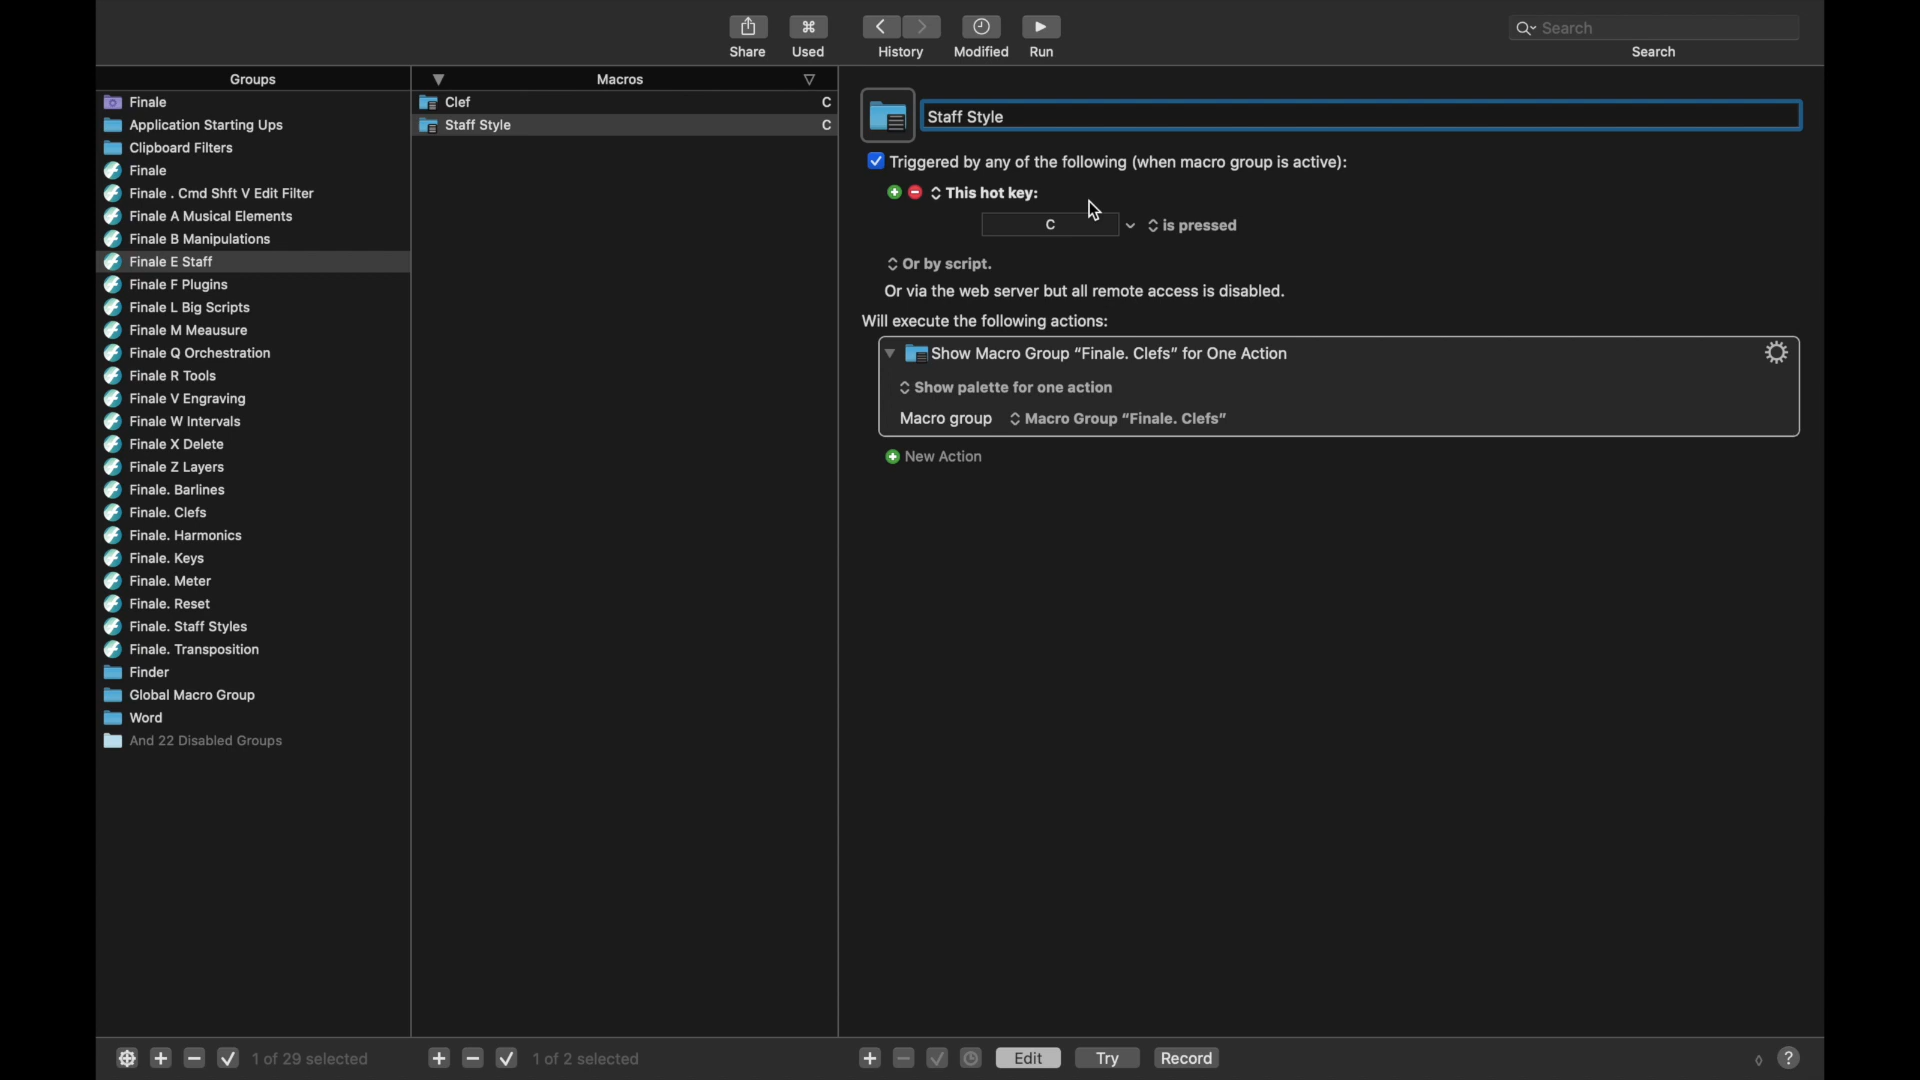 Share
Used
History
Modified
Run
Search
Search
Groups
Finale
Application Starting Ups
Clipboard Filters
Finale
Finale . Cmd Shft V Edit Filter
Finale A Musical Elements
Finale B Manipulations
Finale E Staff
Finale F Plugins
Finale L Big Scripts
Finale M Meausure
Finale Q Orchestration
Finale R Tools
Finale V Engraving
Finale W Intervals
Finale X Delete
Finale Z Layers
Finale. Barlines
Finale. Clefs
Finale. Harmonics
Finale. Keys
Finale. Meter
Finale. Reset
Finale. Staff Styles
Finale. Transposition
Finder
Global Macro Group
Word
And 22 Disabled Groups
1 of 29 selected
Macros
Clef C
Staff Style C
1 of 2 selected
Staff Style
Triggered by any of the following (when macro group is active):
This hot key:
C is pressed
Or by script.
Or via the web server but all remote access is disabled.
Will execute the following actions:
Show Macro Group “Finale. Clefs” for One Action
Show palette for one action
Macro group Macro Group “Finale. Clefs”
New Action
Edit Try Record ?